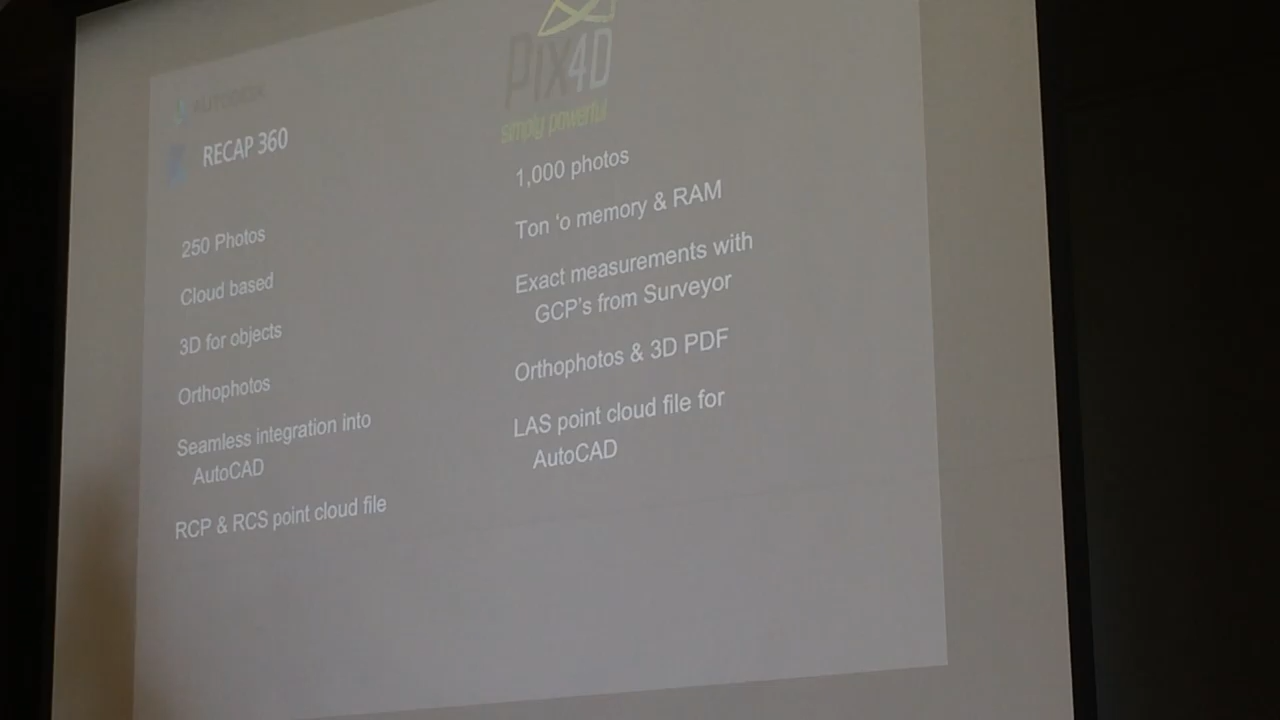 AUTODESK
RECAP 360
250 Photos
Cloud based
3D for objects
Orthophotos
Seamless integration into
AutoCAD
RCP & RCS point cloud file
Pix4D
simply powerful
1,000 photos
Ton ‘o memory & RAM
Exact measurements with
GCP's from Surveyor
Orthophotos & 3D PDF
LAS point cloud file for
AutoCAD